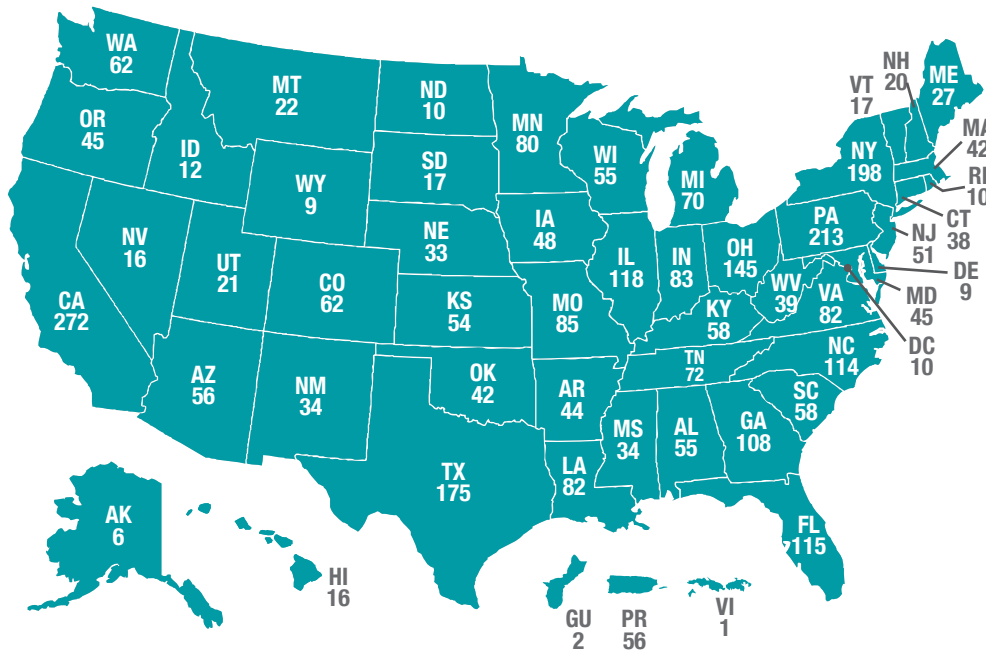 WA
62
MT
22
ND
10
MN
80
OR
45
ID
12
WY
9
SD
17
WI
55
MI
70
VT
17
NH
20
ME
27
MA
42
RI
10
CT
38
NY
198
PA
213
NJ
51
DE
9
MD
45
DC
10
NV
16
UT
21
CO
62
NE
33
IA
48
IL
118
IN
83
OH
145
WV
39
VA
82
CA
272
KS
54
MO
85
KY
58
NC
114
TN
72
SC
58
AZ
56
NM
34
OK
42
AR
44
MS
34
AL
55
GA
108
TX
175
LA
82
FL
115
AK
6
HI
16
GU
2
PR
56
VI
1